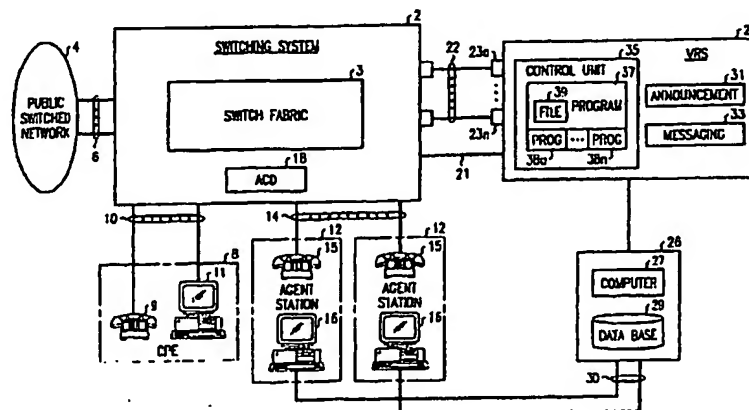 2
4
SWITCHING SYSTEM
3
SWITCH FABRIC
PUBLIC
SWITCHED
NETWORK
6
18
ACD
22
23a
23n
21
35
VRS
CONTROL UNIT
37
39
FILE
PROGRAM
PROG
PROG
38a
38n
31
ANNOUNCEMENT
33
MESSAGING
10
14
8
9
11
CPE
12
15
AGENT
STATION
16
12
15
AGENT
STATION
16
COMPUTER
27
29
DATA BASE
30